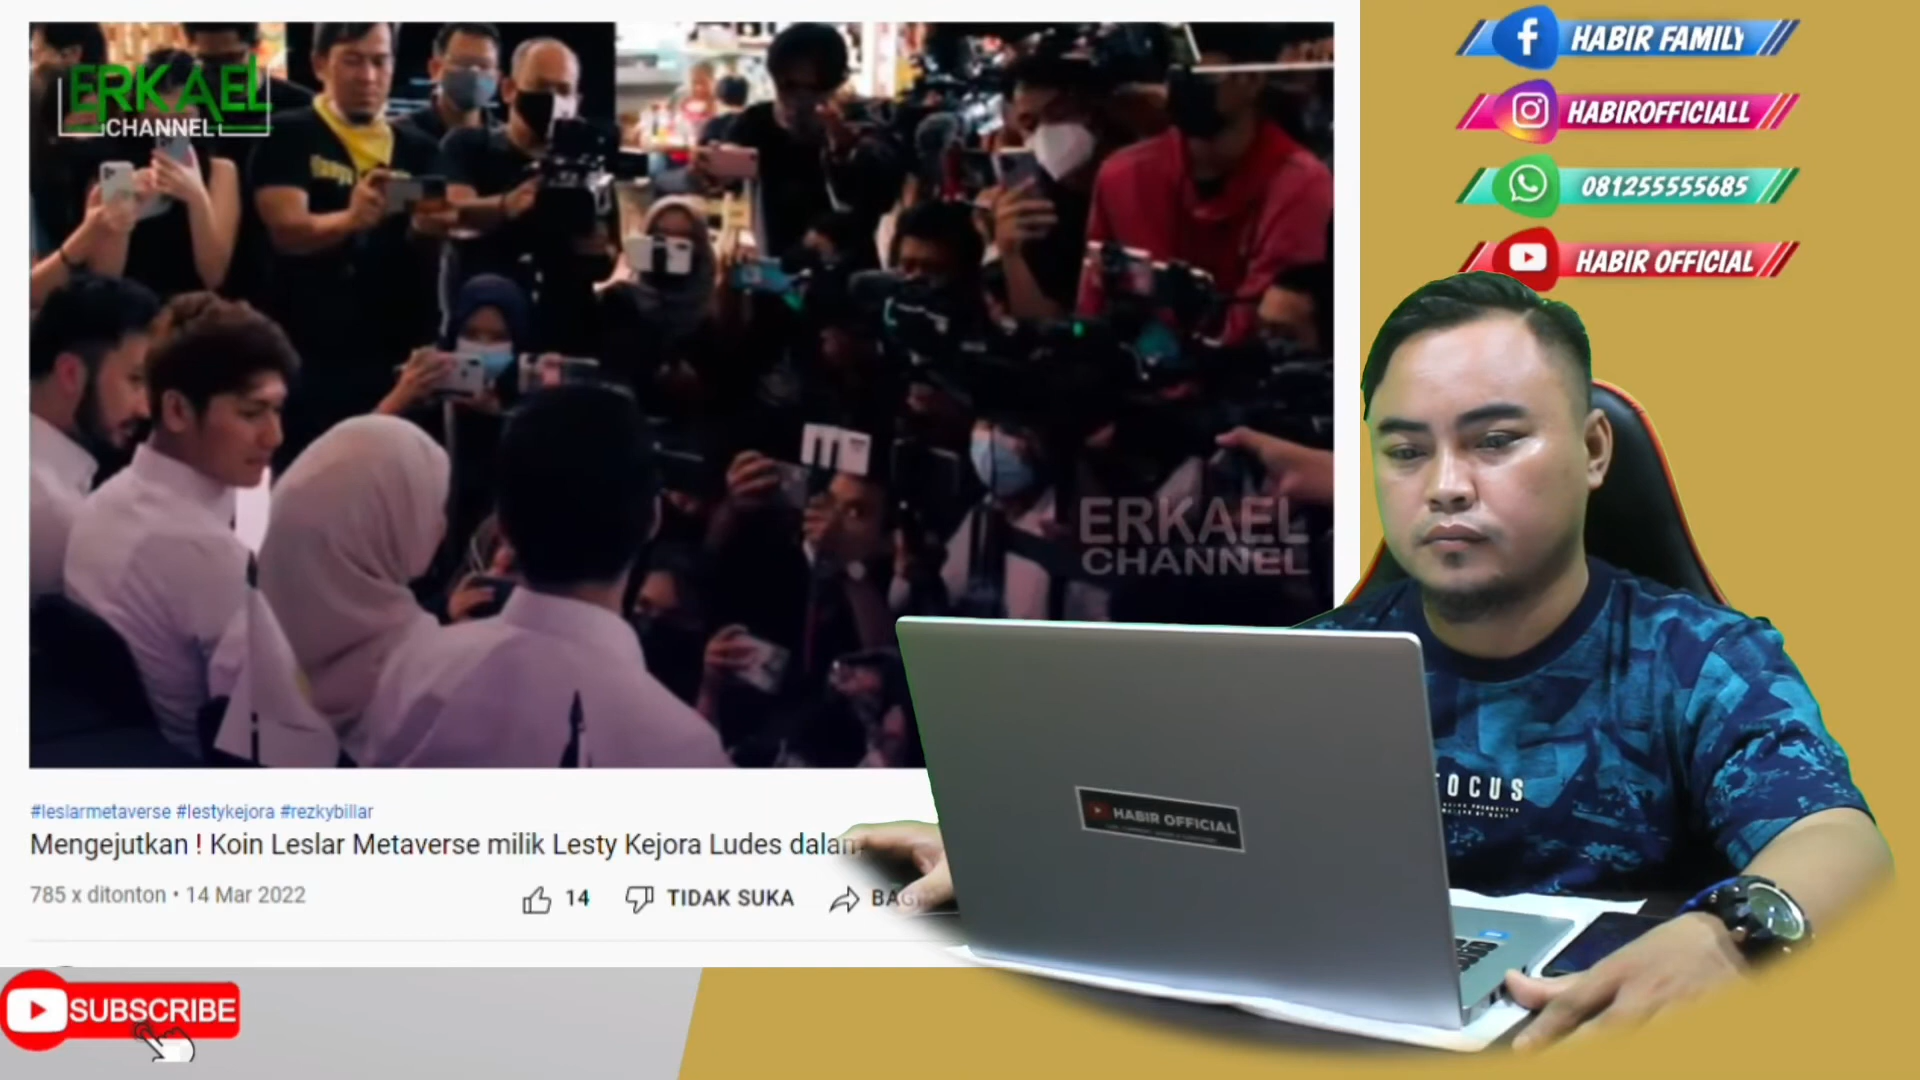 ERKAEL
CHANNEL
HABIR FAMILY
HABIROFFICIALL
081255555685
HABIR OFFICIAL
ERKAEL
CHANNEL
#leslarmetaverse #lestykejora #rezkybillar
Mengejutkan ! Koin Leslar Metaverse milik Lesty Kejora Ludes dalam
785 x ditonton • 14 Mar 2022
14
TIDAK SUKA
HABIR OFFICIAL
SUBSCRIBE